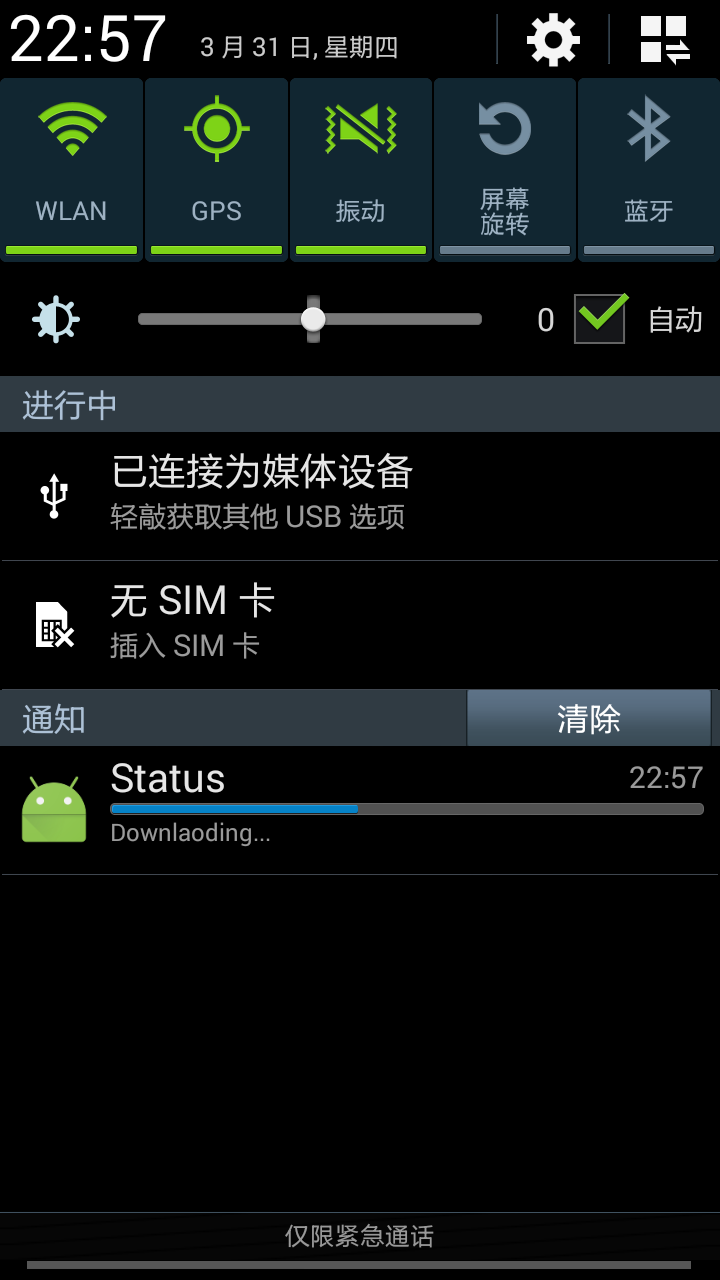 22:57 3 月 31 日, 星期四
WLAN GPS 振动 屏幕 蓝牙
旋转
0 自动
进行中
已连接为媒体设备
轻敲获取其他 USB 选项
无 SIM 卡
插入 SIM 卡
通知 清除
Status 22:57
Downlaoding...
仅限紧急通话